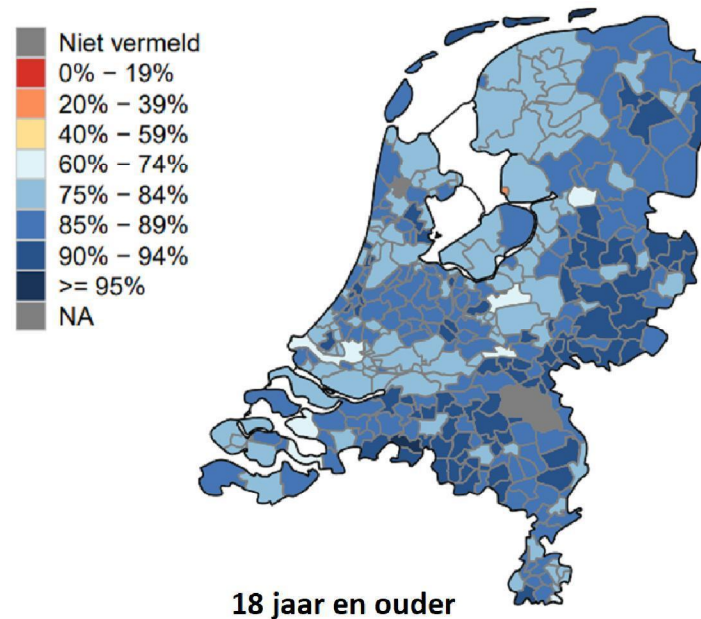 Niet vermeld
0% − 19%
20% − 39%
40% − 59%
60% − 74%
75% − 84%
85% − 89%
90% − 94%
>= 95%
NA
18 jaar en ouder